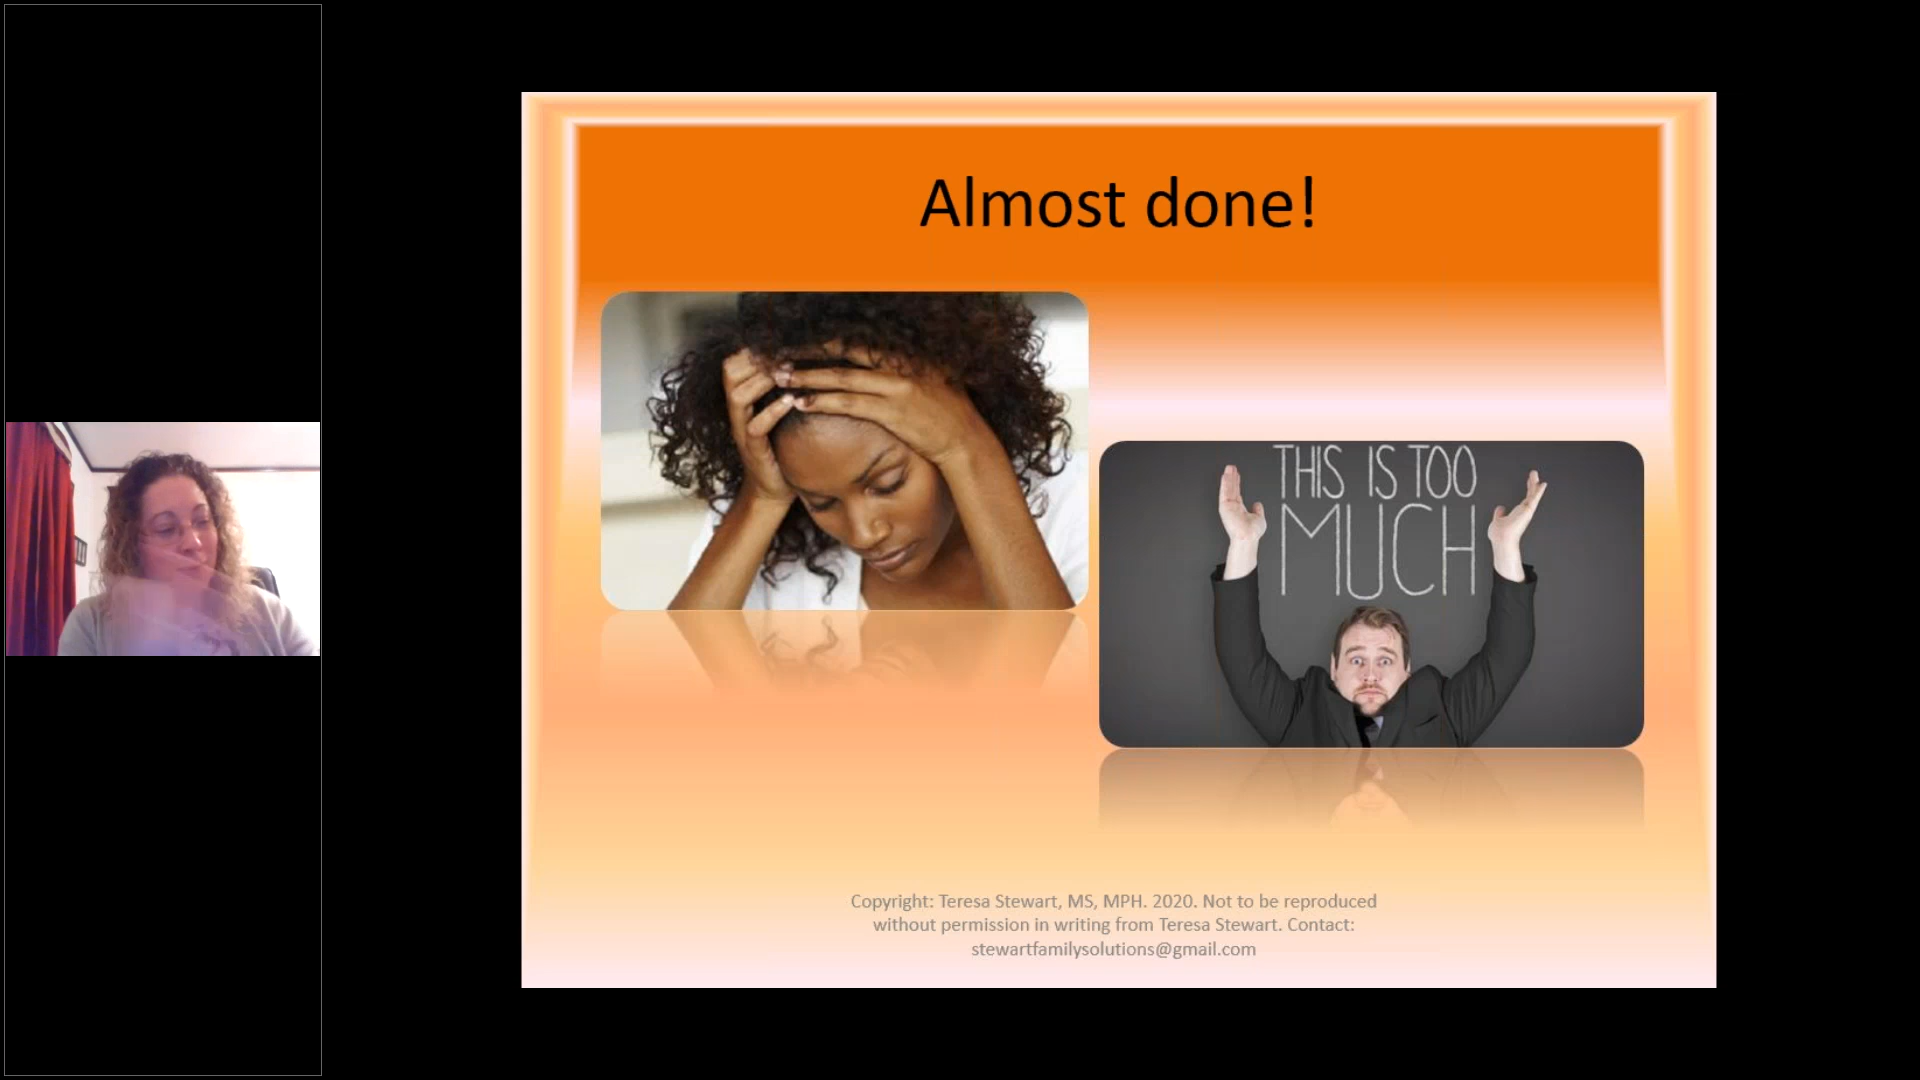 Almost done!
THIS IS TOO
MUCH
Copyright: Teresa Stewart, MS, MPH. 2020. Not to be reproduced
without permission in writing from Teresa Stewart. Contact:
stewartfamilysolutions@gmail.com